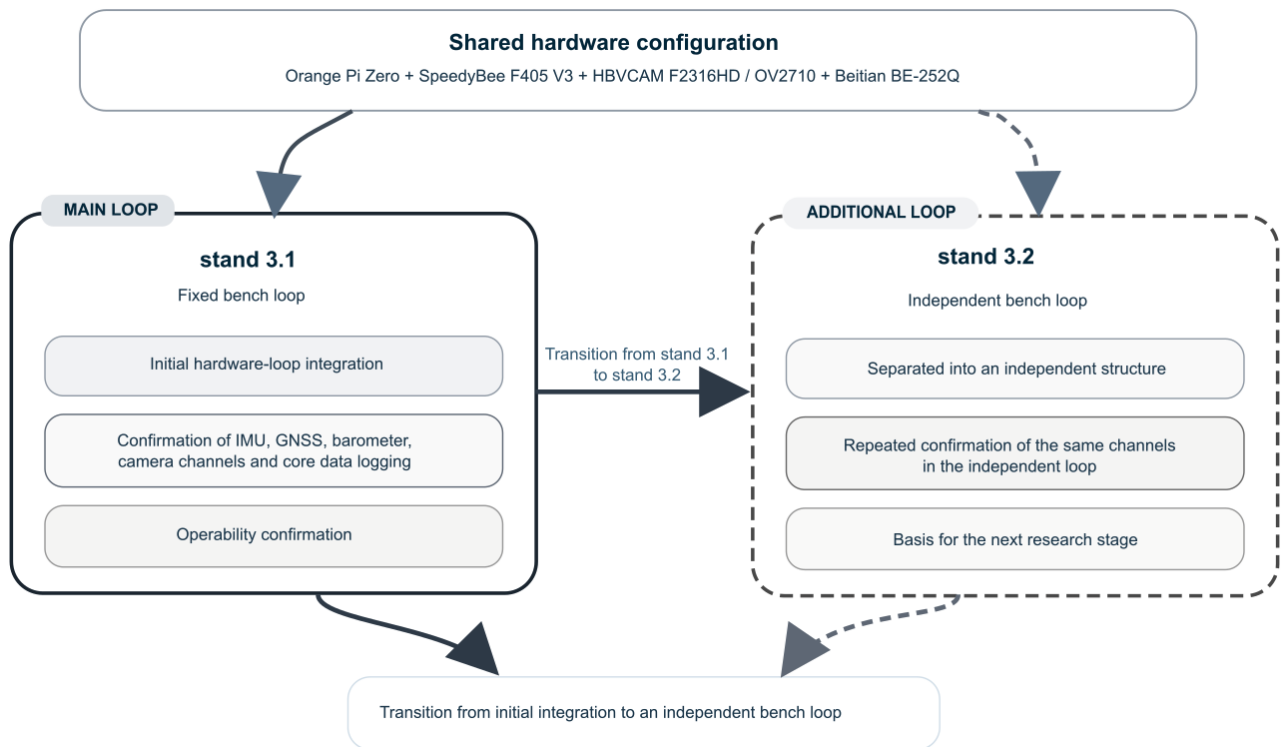 Shared hardware configuration
Orange Pi Zero + SpeedyBee F405 V3 + HBVCAM F2316HD / OV2710 + Beitian BE-252Q
MAIN LOOP
stand 3.1
Fixed bench loop
Initial hardware-loop integration
Confirmation of IMU, GNSS, barometer,
camera channels and core data logging
Operability confirmation
Transition from stand 3.1
to stand 3.2
ADDITIONAL LOOP
stand 3.2
Independent bench loop
Separated into an independent structure
Repeated confirmation of the same channels
in the independent loop
Basis for the next research stage
Transition from initial integration to an independent bench loop